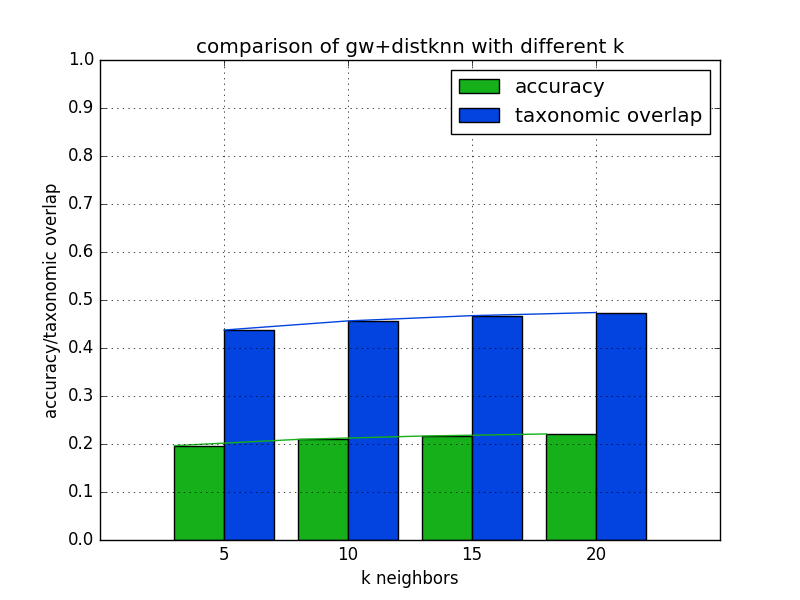 comparison of gw+distknn with different k
accuracy
taxonomic overlap
accuracy/taxonomic overlap
1.0
0.9
0.8
0.7
0.6
0.5
0.4
0.3
0.2
0.1
0.0
5 10 15 20
k neighbors